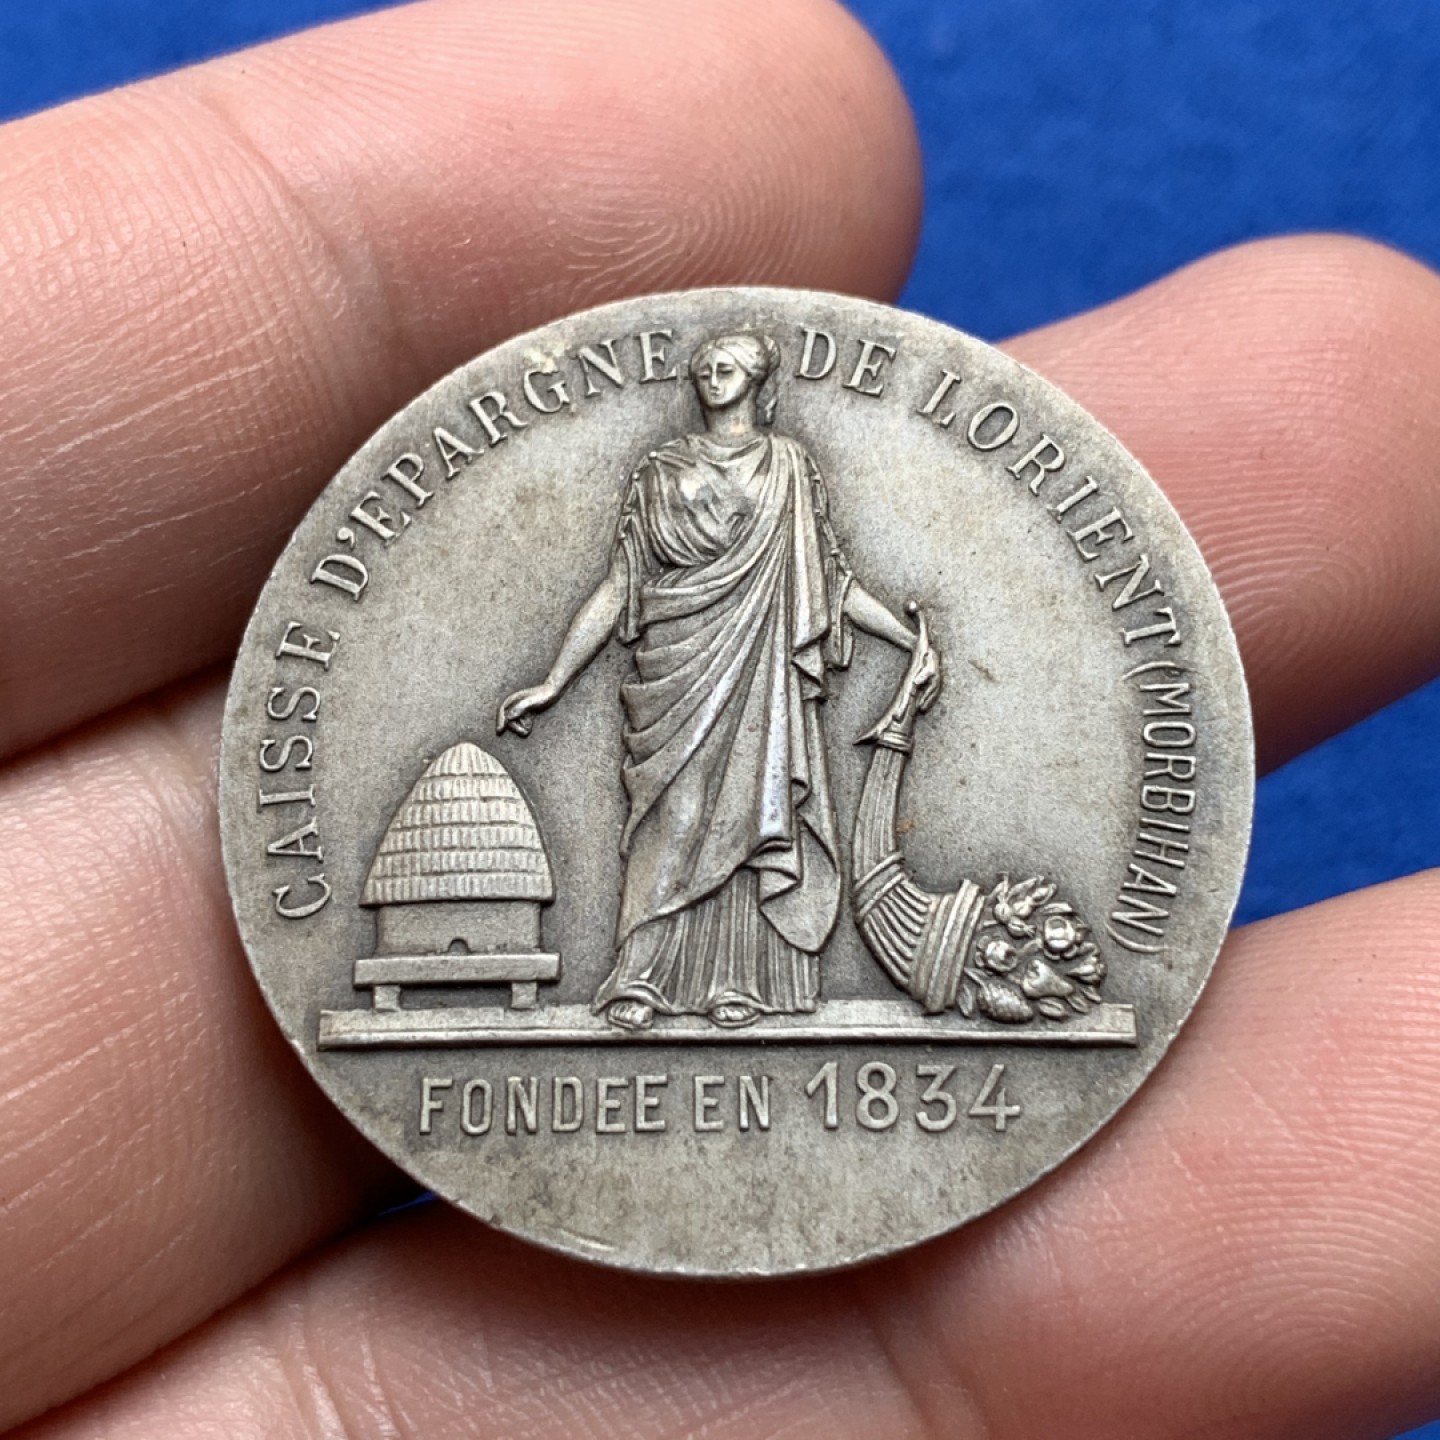 CAISSE D'EPARGNE DE LORIENT (MORBIHAN)
FONDEE EN 1834